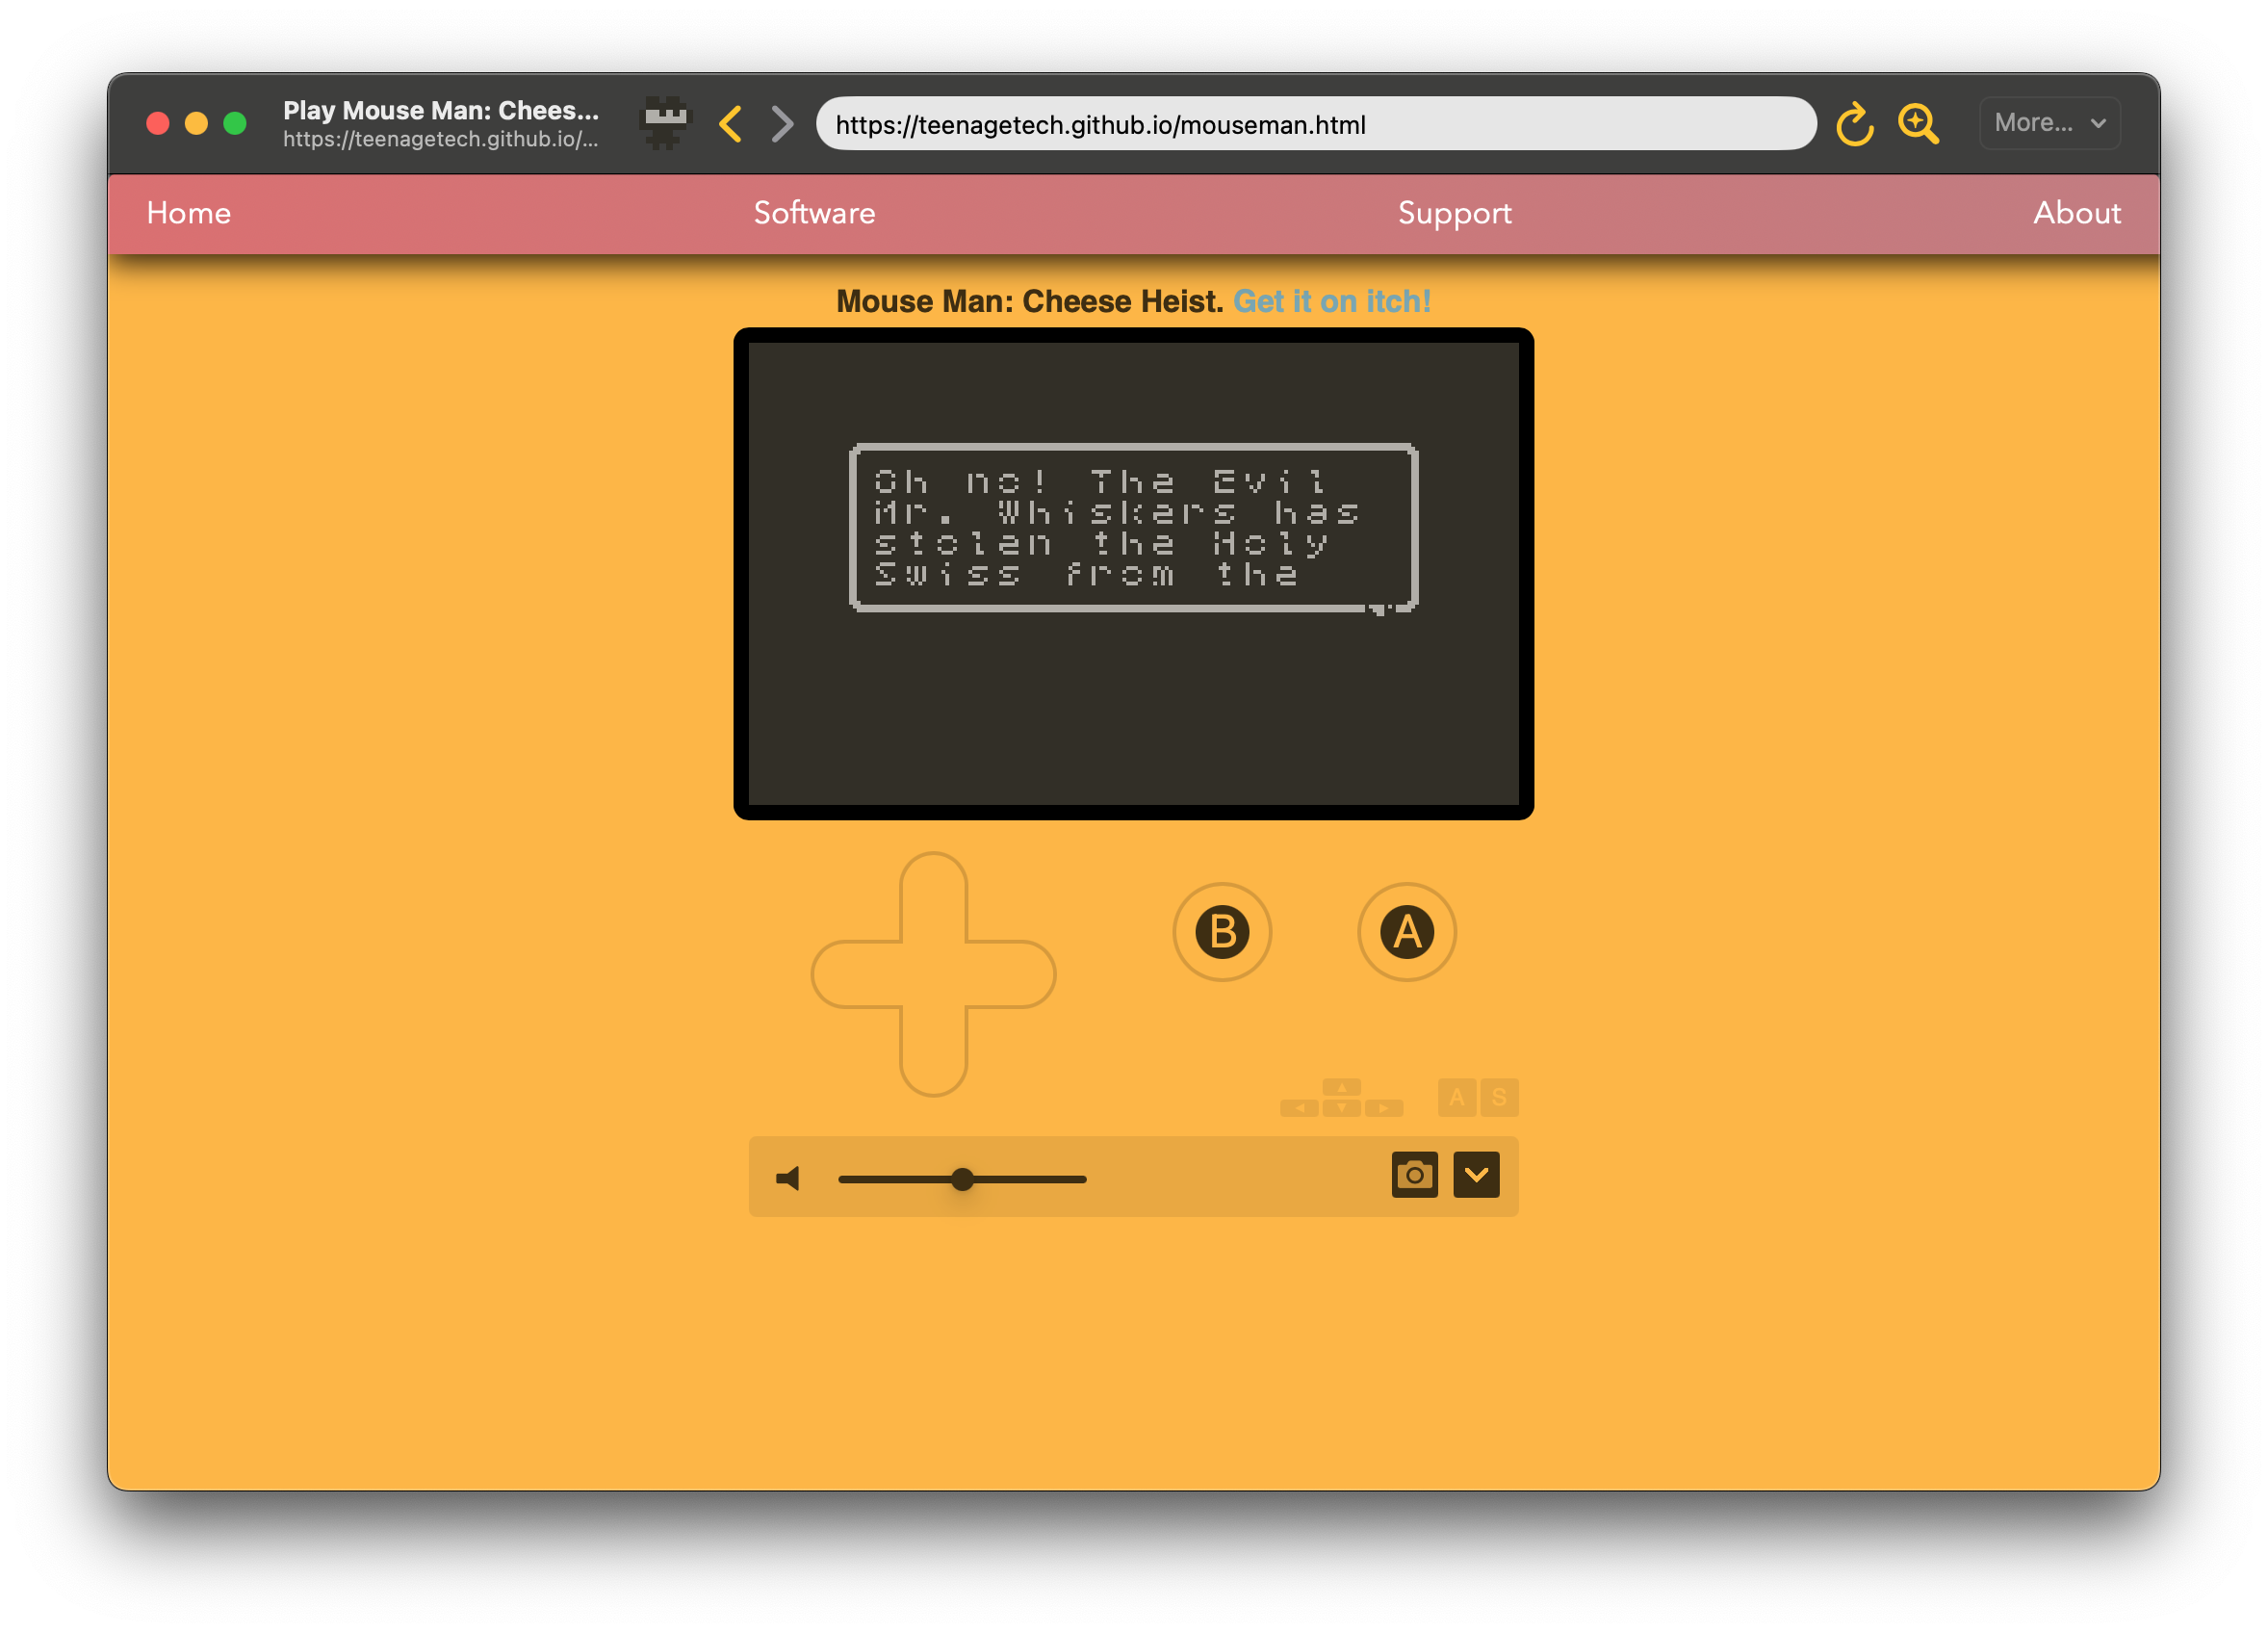 Play Mouse Man: Chees...
https://teenagetech.github.io/...
https://teenagetech.github.io/mouseman.html
More...
Home Software Support About
Mouse Man: Cheese Heist. Get it on itch!
Oh no! The Evil
Mr. Whiskers has
stolen the Holy
Swiss from the
B A
A S